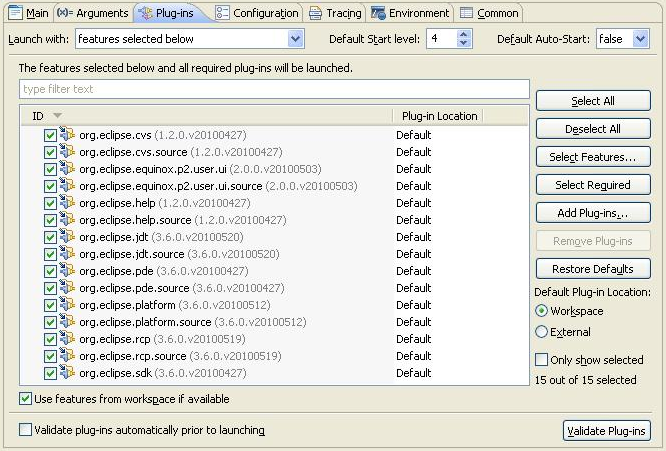 Main (x)= Arguments Plug-ins Configuration Tracing Environment Common
Launch with: features selected below Default Start level: 4 Default Auto-Start: false
The features selected below and all required plug-ins will be launched.
type filter text
ID Plug-in Location
org.eclipse.cvs (1.2.0.v20100427) Default
org.eclipse.cvs.source (1.2.0.v20100427) Default
org.eclipse.equinox.p2.user.ui (2.0.0.v20100503) Default
org.eclipse.equinox.p2.user.ui.source (2.0.0.v20100503) Default
org.eclipse.help (1.2.0.v20100427) Default
org.eclipse.help.source (1.2.0.v20100427) Default
org.eclipse.jdt (3.6.0.v20100520) Default
org.eclipse.jdt.source (3.6.0.v20100520) Default
org.eclipse.pde (3.6.0.v20100427) Default
org.eclipse.pde.source (3.6.0.v20100427) Default
org.eclipse.platform (3.6.0.v20100512) Default
org.eclipse.platform.source (3.6.0.v20100512) Default
org.eclipse.rcp (3.6.0.v20100519) Default
org.eclipse.rcp.source (3.6.0.v20100519) Default
org.eclipse.sdk (3.6.0.v20100427) Default
Select All
Deselect All
Select Features...
Select Required
Add Plug-ins...
Remove Plug-ins
Restore Defaults
Default Plug-in Location:
Workspace
External
Only show selected
15 out of 15 selected
Use features from workspace if available
Validate plug-ins automatically prior to launching
Validate Plug-ins